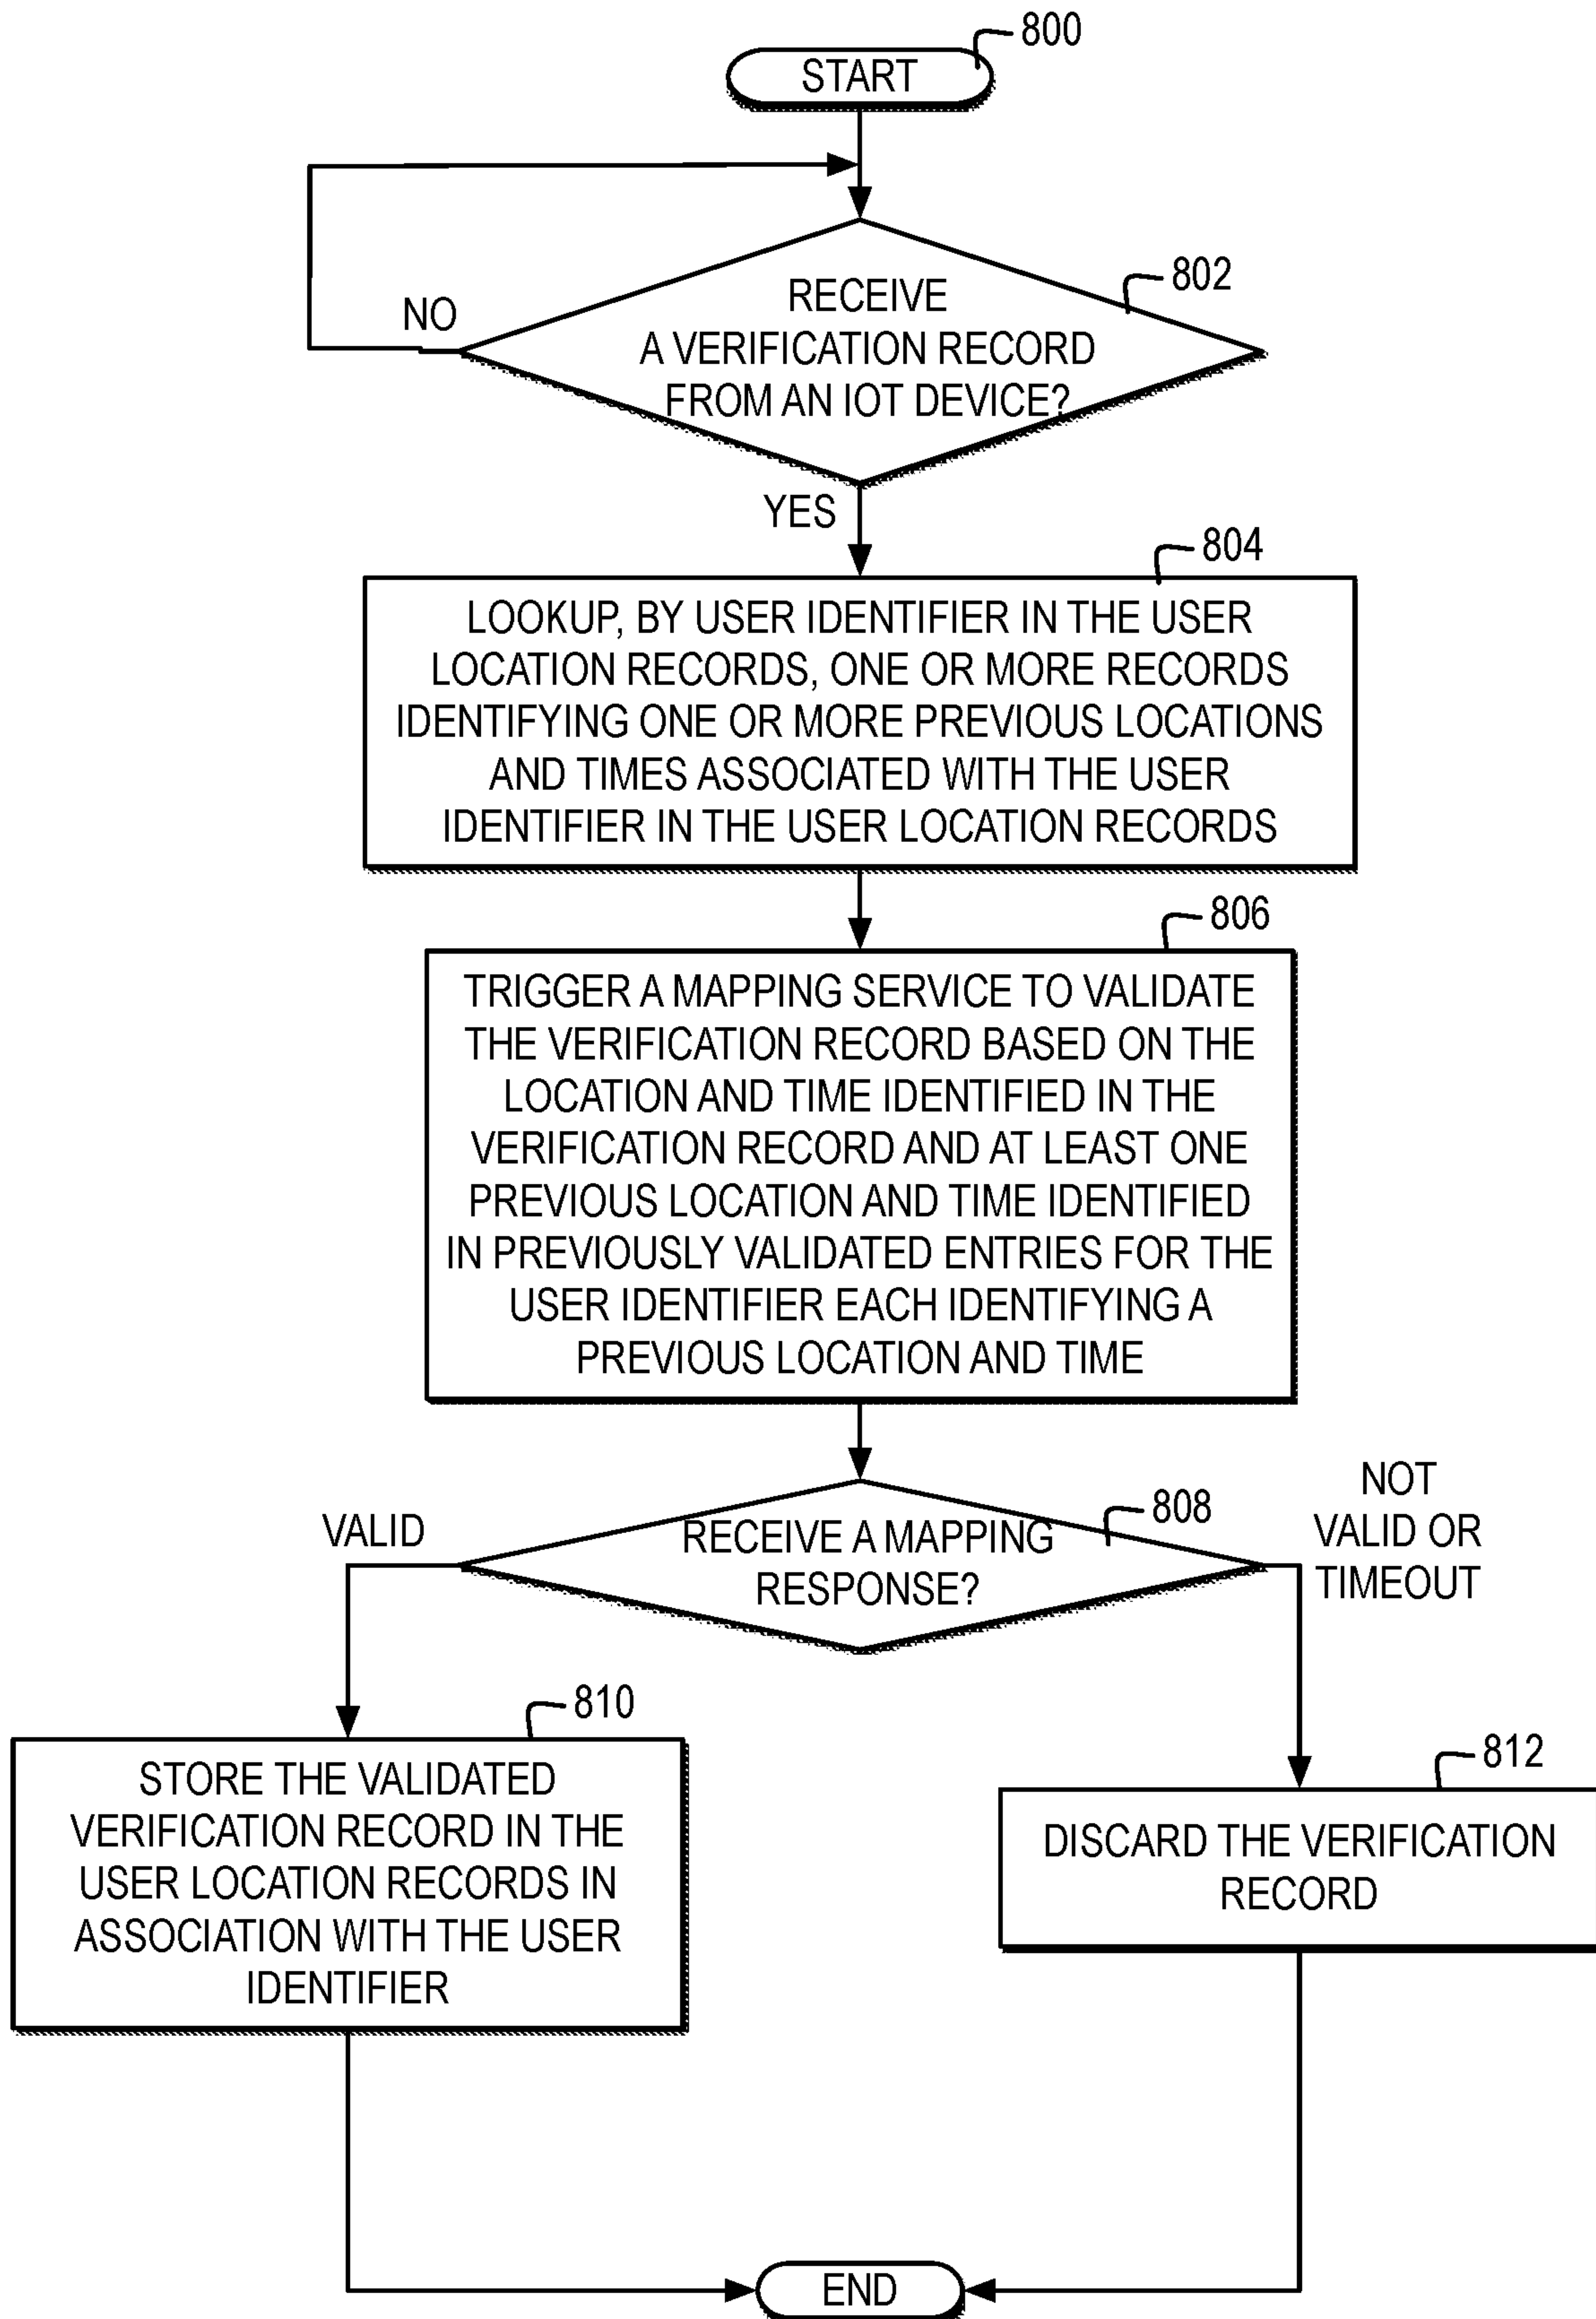 800
START
802
RECEIVE
A VERIFICATION RECORD
FROM AN IOT DEVICE?
NO
YES
804
LOOKUP, BY USER IDENTIFIER IN THE USER
LOCATION RECORDS, ONE OR MORE RECORDS
IDENTIFYING ONE OR MORE PREVIOUS LOCATIONS
AND TIMES ASSOCIATED WITH THE USER
IDENTIFIER IN THE USER LOCATION RECORDS
806
TRIGGER A MAPPING SERVICE TO VALIDATE
THE VERIFICATION RECORD BASED ON THE
LOCATION AND TIME IDENTIFIED IN THE
VERIFICATION RECORD AND AT LEAST ONE
PREVIOUS LOCATION AND TIME IDENTIFIED
IN PREVIOUSLY VALIDATED ENTRIES FOR THE
USER IDENTIFIER EACH IDENTIFYING A
PREVIOUS LOCATION AND TIME
808
RECEIVE A MAPPING
RESPONSE?
VALID
NOT
VALID OR
TIMEOUT
810
STORE THE VALIDATED
VERIFICATION RECORD IN THE
USER LOCATION RECORDS IN
ASSOCIATION WITH THE USER
IDENTIFIER
812
DISCARD THE VERIFICATION
RECORD
END